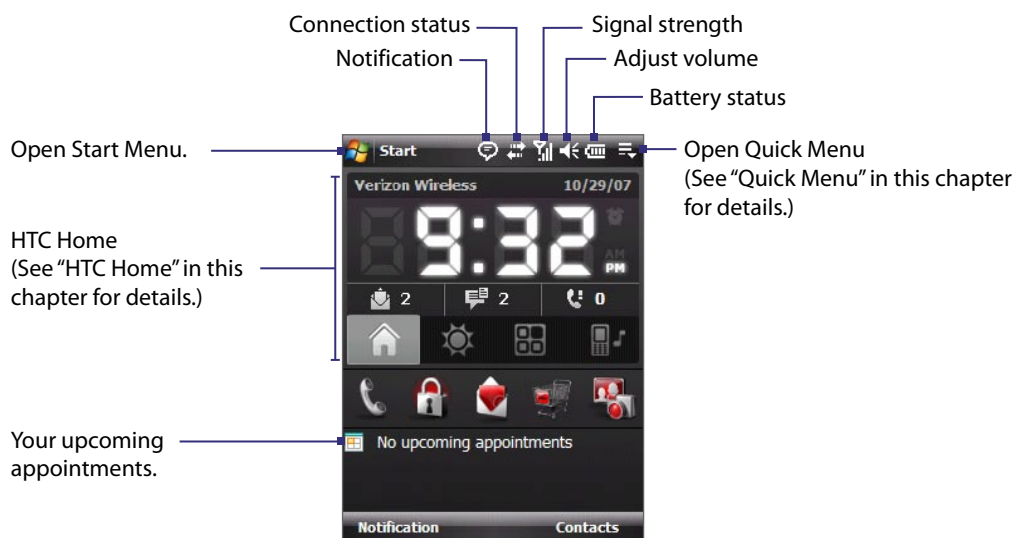 Connection status
Signal strength
Notification
Adjust volume
Battery status
Open Start Menu.
Start
Open Quick Menu
(See “Quick Menu” in this chapter
for details.)
Verizon Wireless 10/29/07
9:32
AM
PM
HTC Home
(See “HTC Home” in this
chapter for details.)
2 2 0
Your upcoming
appointments.
No upcoming appointments
Notification Contacts